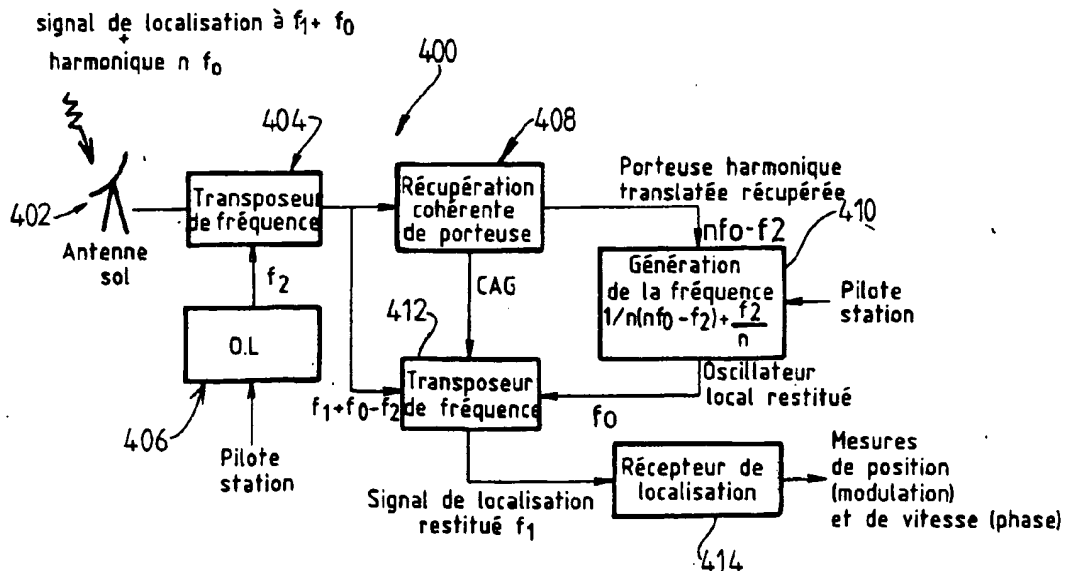 signal de localisation à f1 + f0
+
harmonique n f0
400
404
408
Transposeur
de fréquence
Récupération
cohérente
de porteuse
Porteuse harmonique
translatée récupérée
410
402
Antenne
sol
nfo-f2
f2
CAG
Génération
de la fréquence
1/n(nf0-f2)+ f2/n
Pilote
station
412
O.L
Transposeur
de fréquence
Oscillateur
local restitué
f1+f0-f2
f0
406
Pilote
station
Signal de localisation
restitué f1
Récepteur de
localisation
Mesures
de position
(modulation)
et de vitesse (phase)
414